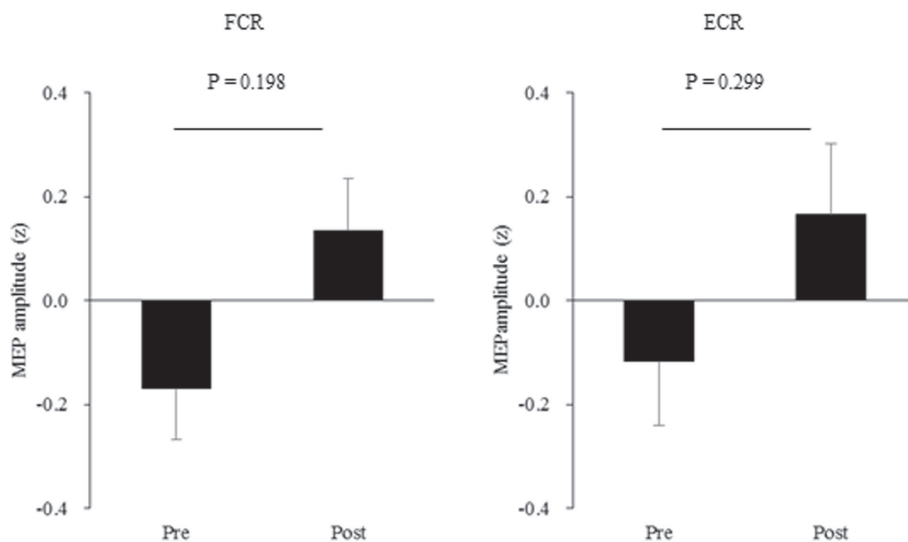 FCR
P = 0.198
0.4
0.2
0.0
-0.2
-0.4
MEP amplitude (z)
Pre
Post
ECR
P = 0.299
0.4
0.2
0.0
-0.2
-0.4
MEPamplitude (z)
Pre
Post